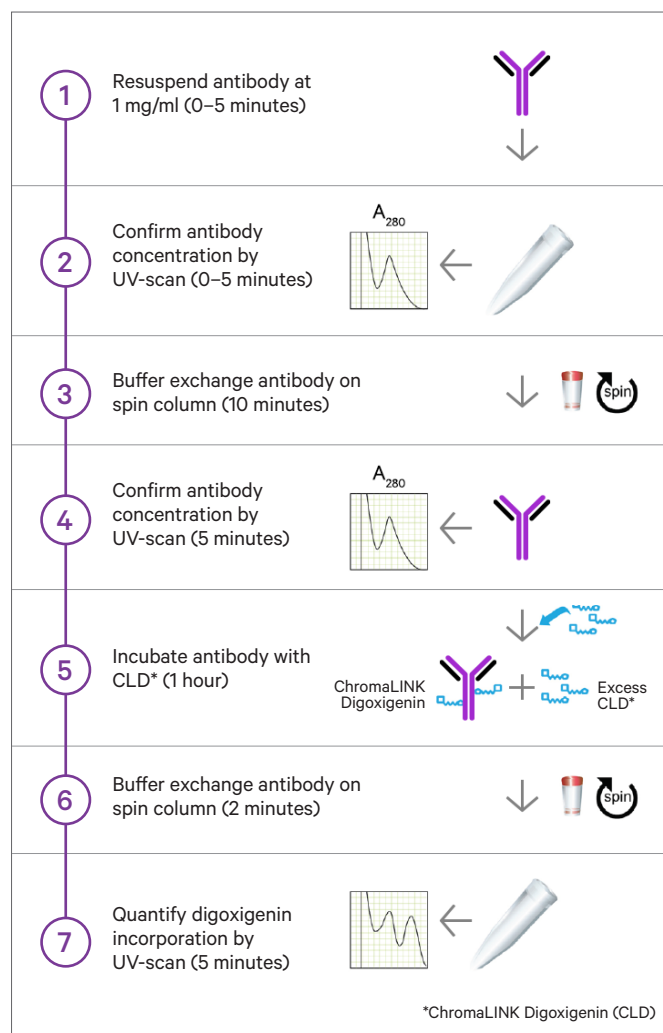 1
Resuspend antibody at
1 mg/ml (0–5 minutes)
2
Confirm antibody
concentration by
UV-scan (0–5 minutes)
A280
3
Buffer exchange antibody on
spin column (10 minutes)
spin
4
Confirm antibody
concentration by
UV-scan (5 minutes)
A280
5
Incubate antibody with
CLD* (1 hour)
ChromaLINK
Digoxigenin
+
Excess
CLD*
6
Buffer exchange antibody on
spin column (2 minutes)
spin
7
Quantify digoxigenin
incorporation by
UV-scan (5 minutes)
*ChromaLINK Digoxigenin (CLD)